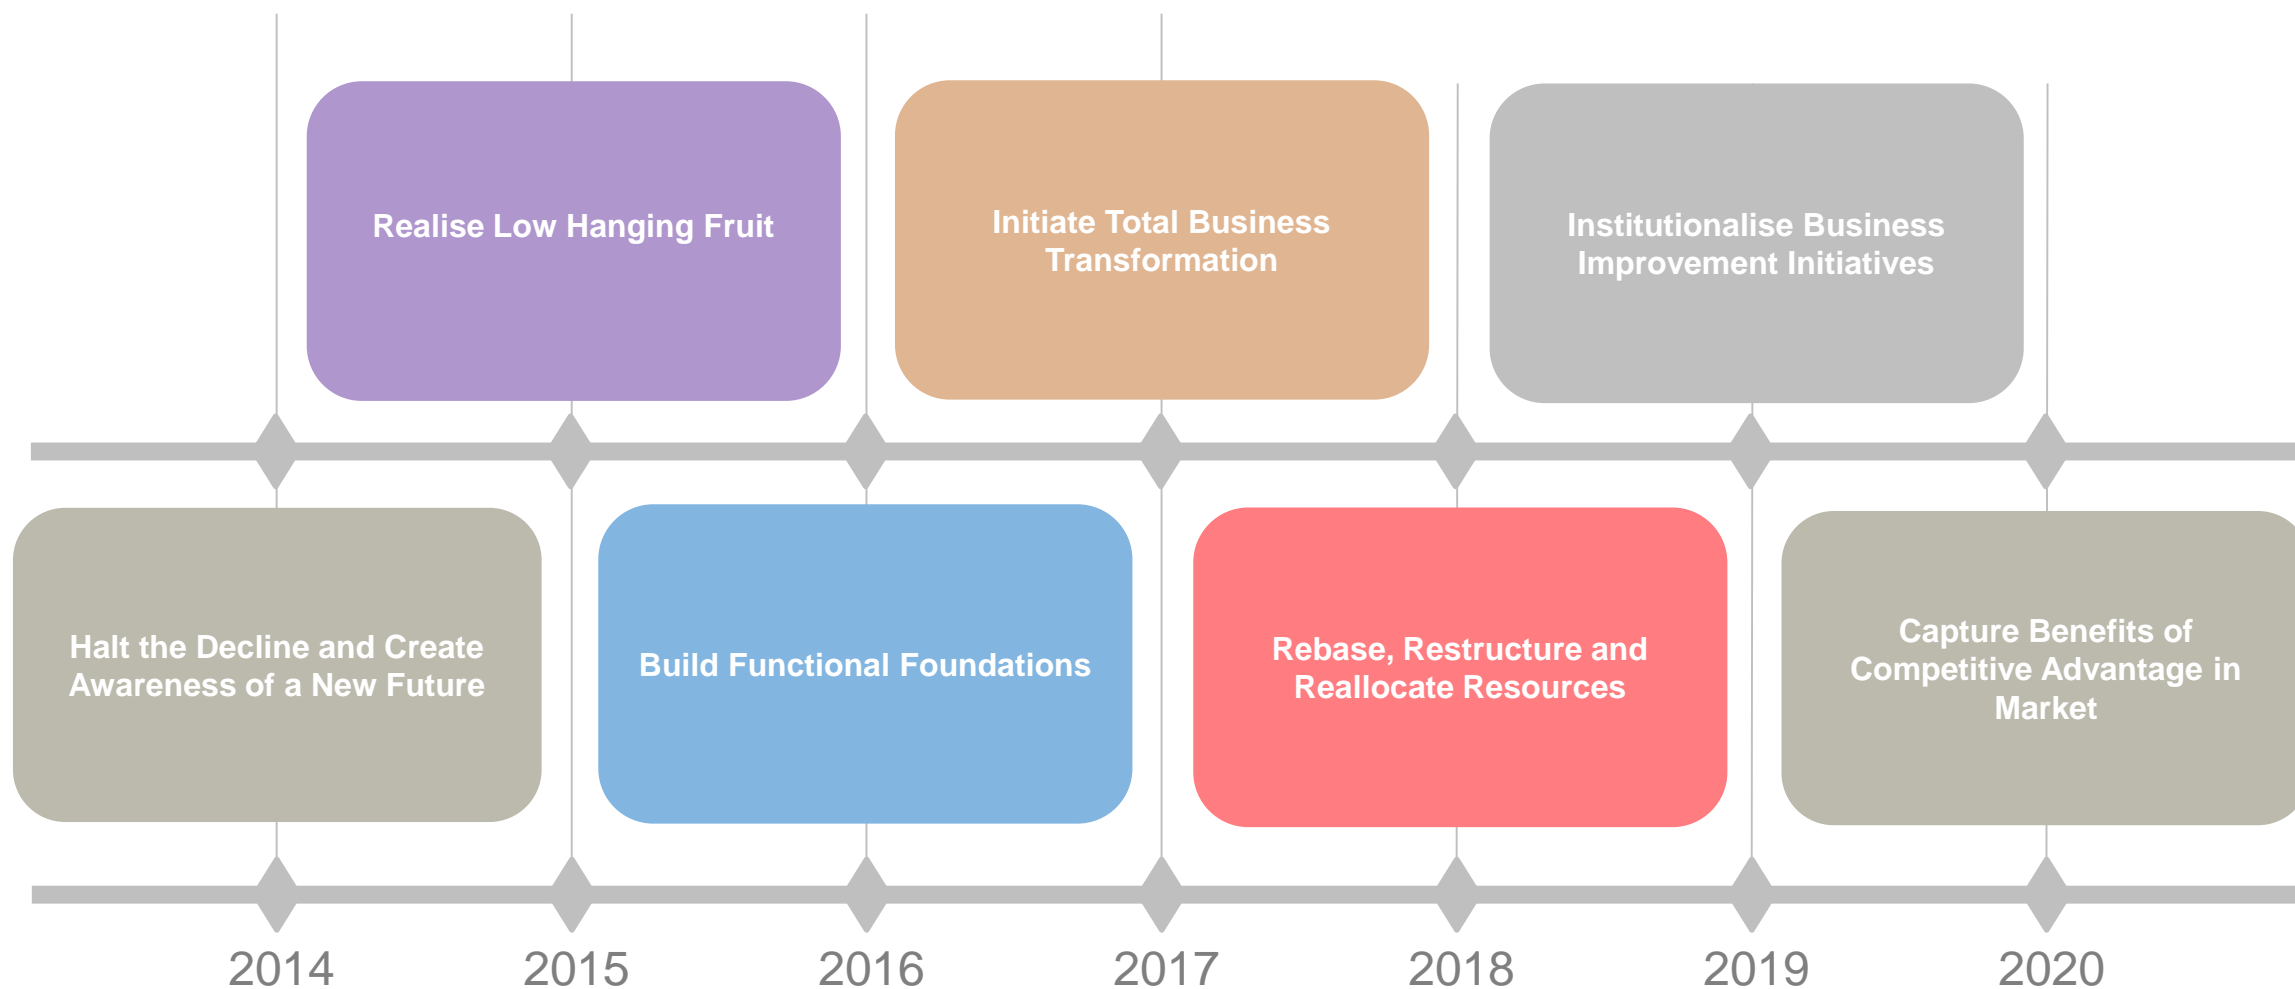 Realise Low Hanging Fruit
Initiate Total Business
Transformation
Institutionalise Business
Improvement Initiatives
Halt the Decline and Create
Awareness of a New Future
Build Functional Foundations
Rebase, Restructure and
Reallocate Resources
Capture Benefits of
Competitive Advantage in
Market
2014
2015
2016
2017
2018
2019
2020